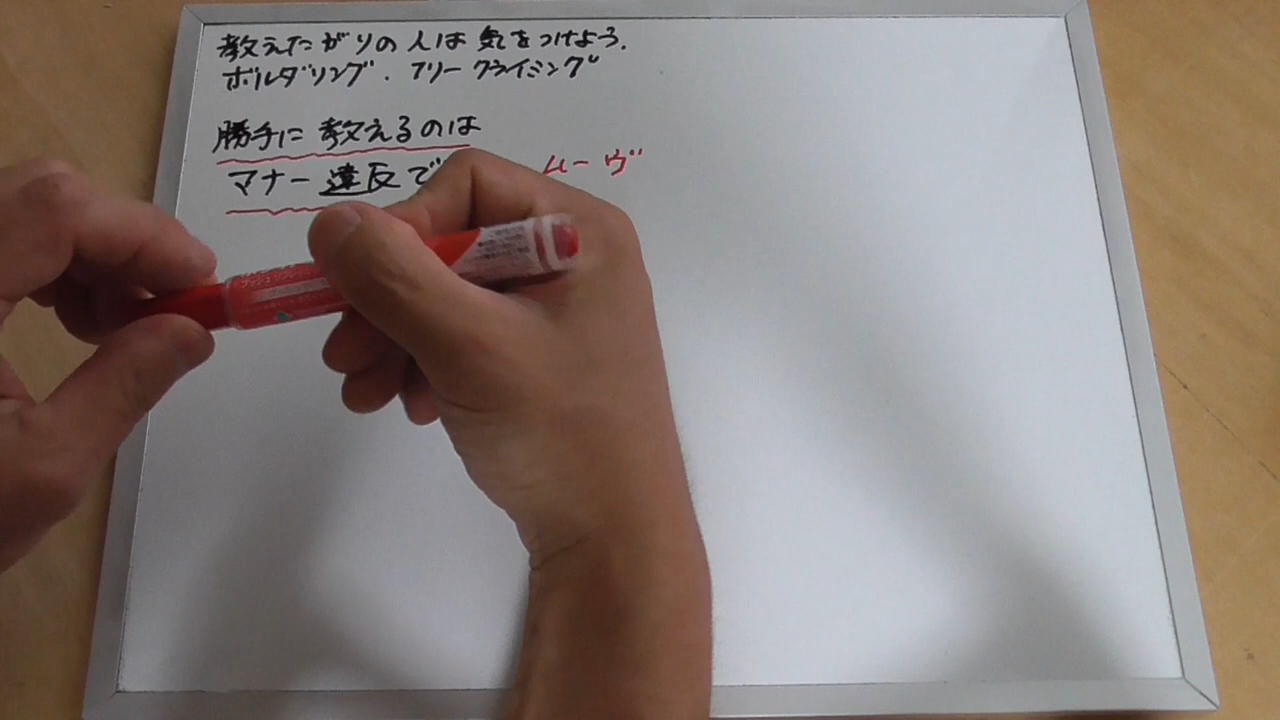 教えたがりの人は気をつけよう.
ボルダリング.フリークライミング
勝手に教えるのは
マナー違反で
ムーヴ